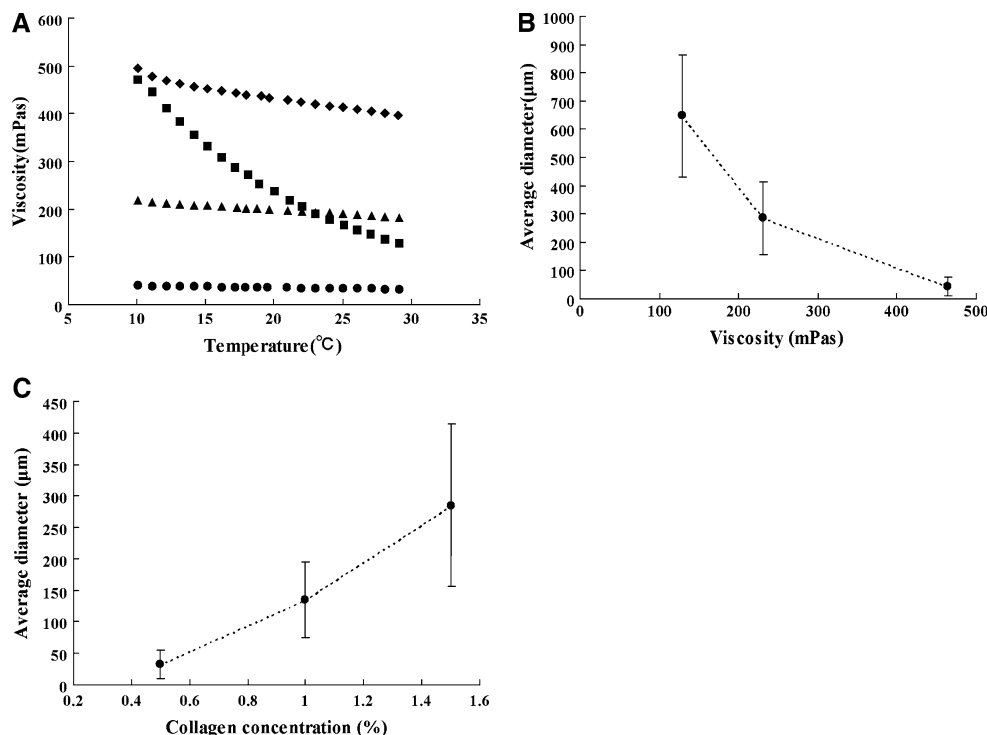 A
600
500
400
300
200
100
0
Viscosity(mPas)
5 10 15 20 25 30 35
Temperature(℃)
B
1000
900
800
700
600
500
400
300
200
100
0
Average diameter(µm)
0 100 200 300 400 500
Viscosity (mPas)
C
450
400
350
300
250
200
150
100
50
0
Average diameter (µm)
0.2 0.4 0.6 0.8 1 1.2 1.4 1.6
Collagen concentration (%)